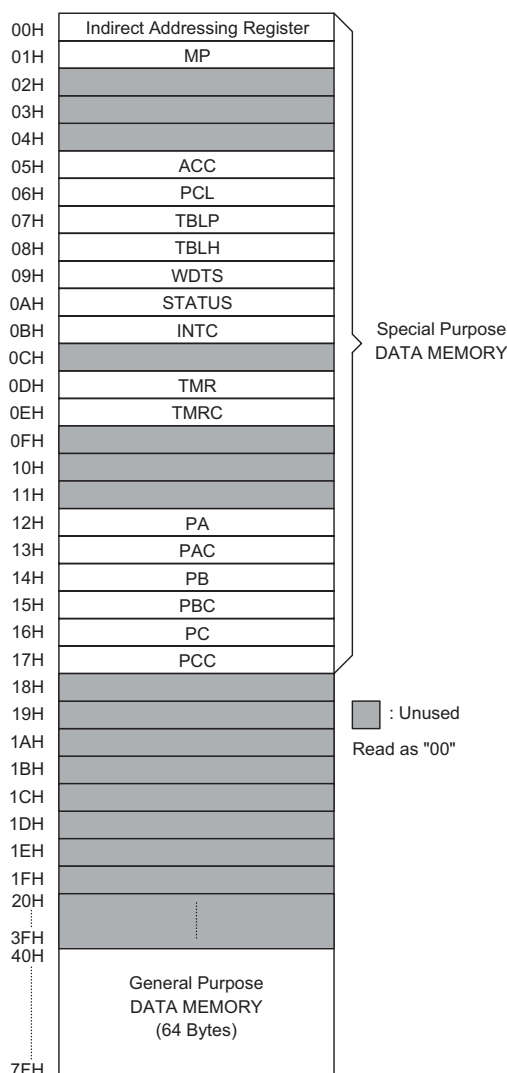 00H Indirect Addressing Register
01H MP
02H
03H
04H
05H ACC
06H PCL
07H TBLP
08H TBLH
09H WDTS
0AH STATUS
0BH INTC
0CH
0DH TMR
0EH TMRC
0FH
10H
11H
12H PA
13H PAC
14H PB
15H PBC
16H PC
17H PCC
Special Purpose
DATA MEMORY
18H
19H
1AH
1BH
1CH
1DH
1EH
1FH
20H
3FH
: Unused
Read as "00"
40H
General Purpose
DATA MEMORY
(64 Bytes)
7FH